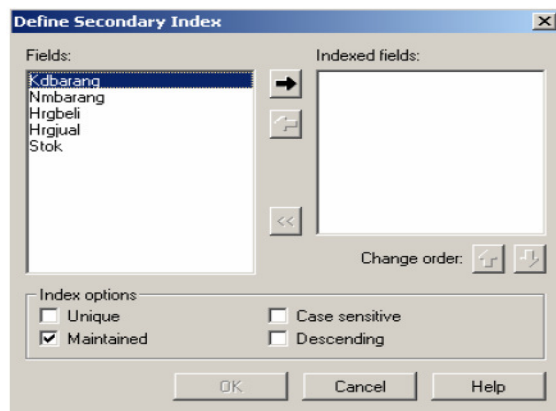 Define Secondary Index
Fields:
Indexed fields:
Kdbarang
Nmbarang
Hrgbeli
Hrgjual
Stok
<<
Change order:
Index options
Unique
Case sensitive
Maintained
Descending
OK
Cancel
Help